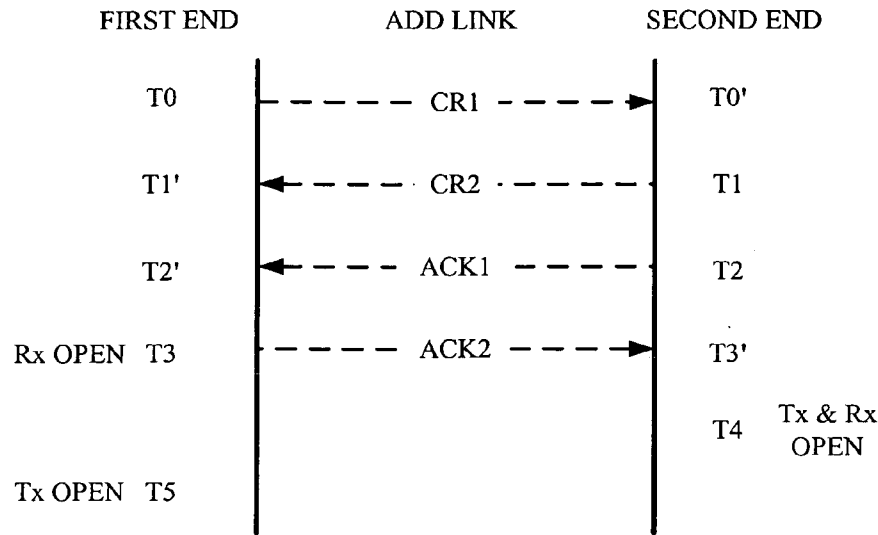 FIRST END ADD LINK SECOND END
T0 CR1 T0'
T1' CR2 T1
T2' ACK1 T2
Rx OPEN T3 ACK2 T3'
T4 Tx & Rx
OPEN
Tx OPEN T5